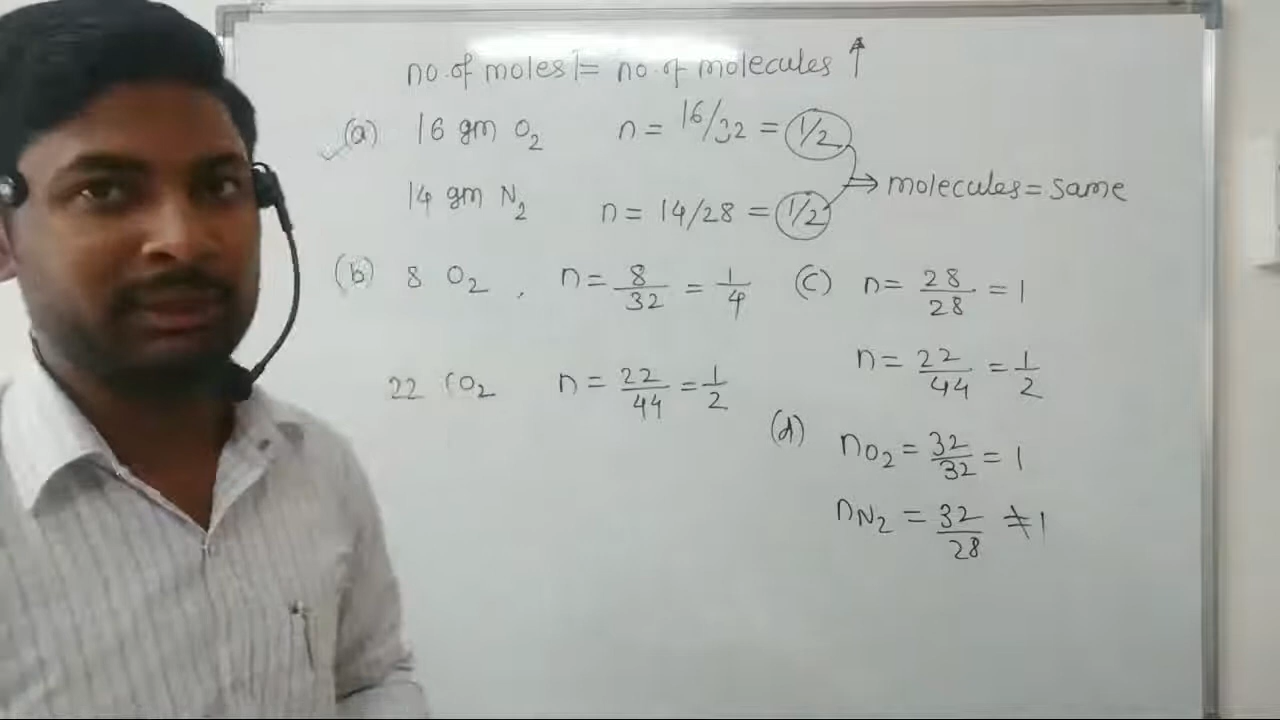 no. of moles ∤= no. of molecules ↑
(a) 16 gm O₂ n = 16/32 = 1/2
14 gm N₂ n = 14/28 = 1/2 ⇒ molecules = same
(b) 8 O₂ , n = 8/32 = 1/4
22 CO₂ n = 22/44 = 1/2
(c) n = 28/28 = 1
n = 22/44 = 1/2
(d) nO₂ = 32/32 = 1
nN₂ = 32/28 ≠ 1